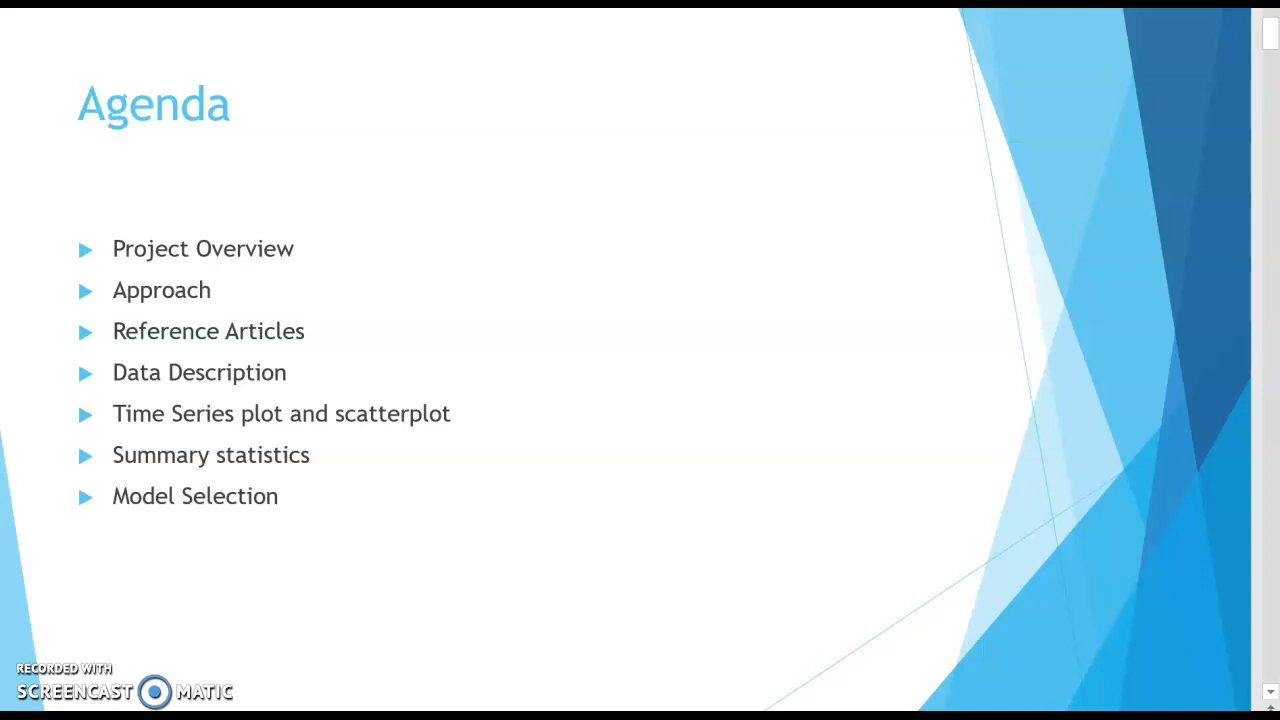 Agenda
Project Overview
Approach
Reference Articles
Data Description
Time Series plot and scatterplot
Summary statistics
Model Selection
RECORDED WITH
SCREENCAST MATIC